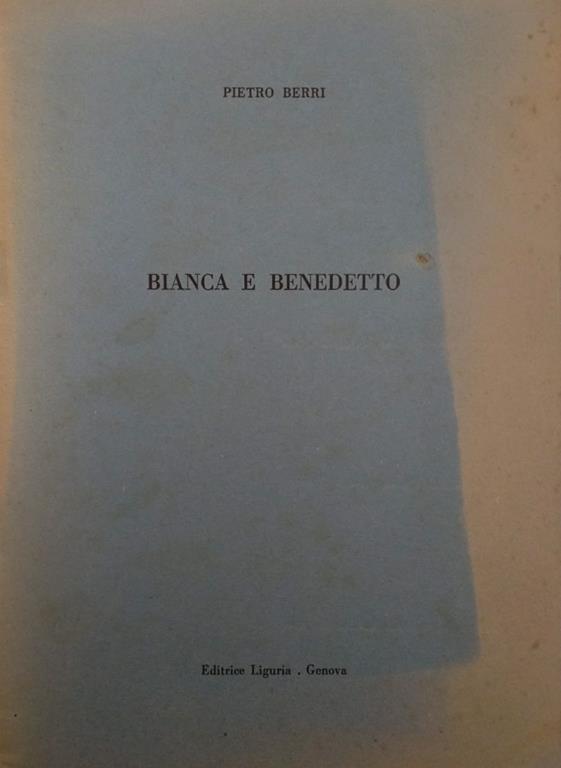 PIETRO BERRI
BIANCA E BENEDETTO
Editrice Liguria . Genova